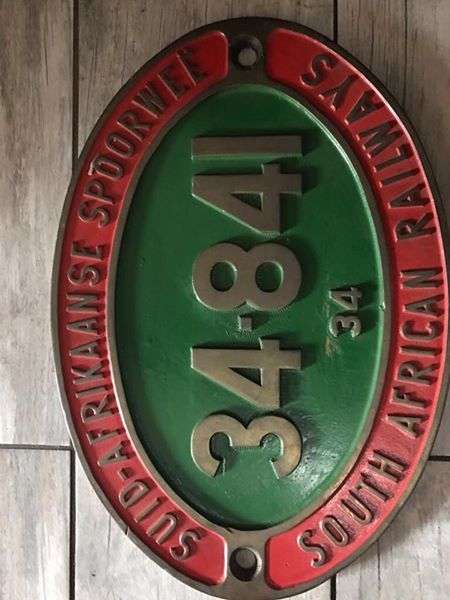 SUID-AFRIKAANSE SPOORWEË
34-841
34
SOUTH AFRICAN RAILWAYS